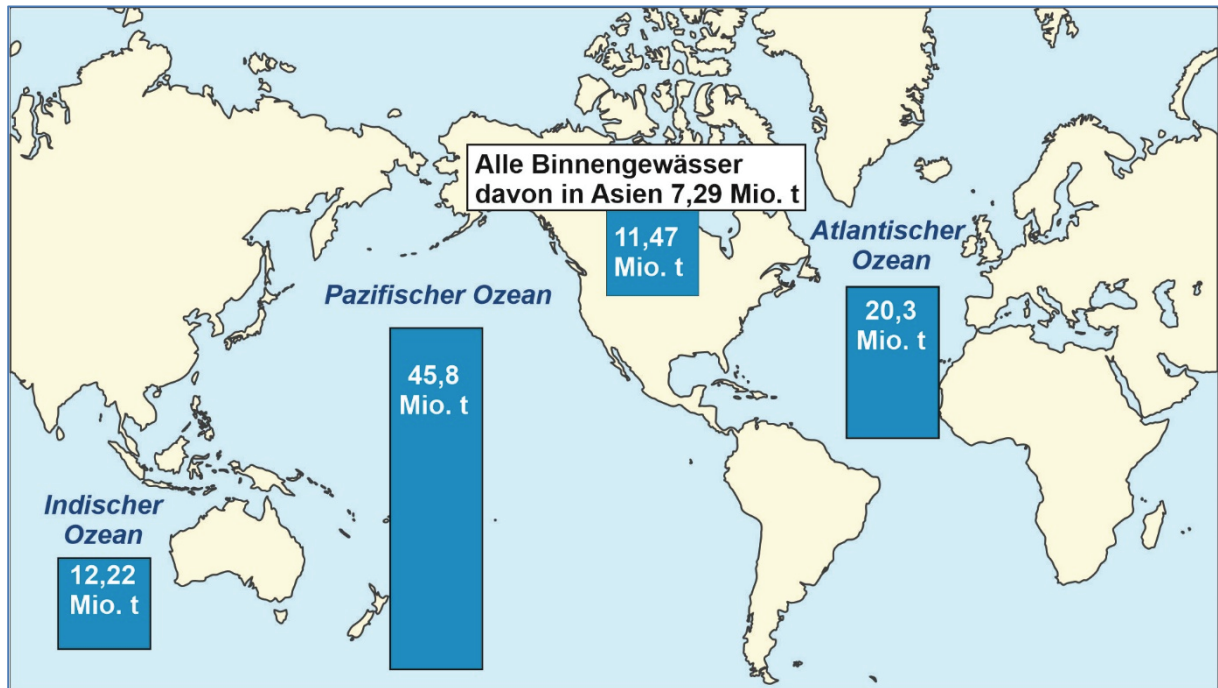 Alle Binnengewässer
davon in Asien 7,29 Mio. t
11,47
Mio. t
Atlantischer
Ozean
20,3
Mio. t
Pazifischer Ozean
45,8
Mio. t
Indischer
Ozean
12,22
Mio. t